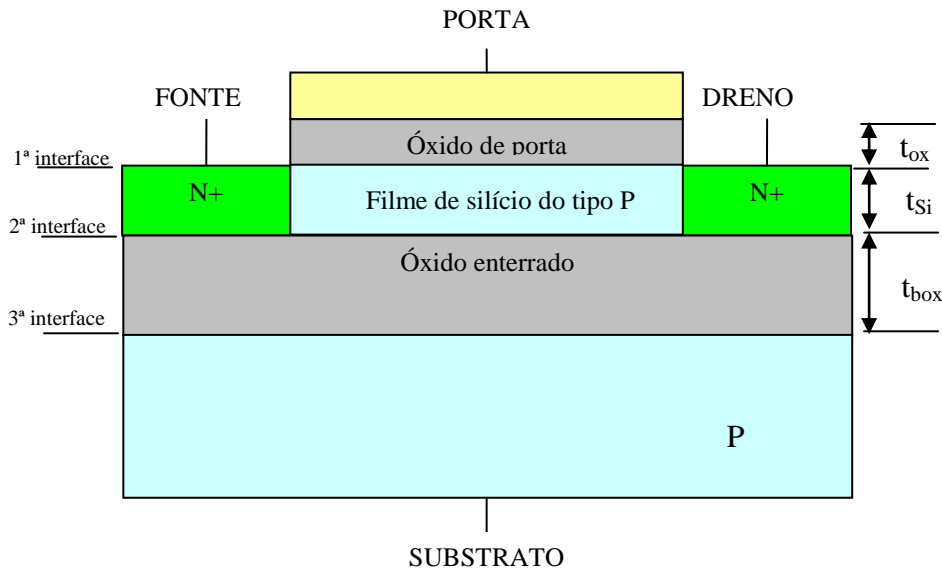 PORTA
FONTE
DRENO
Óxido de porta
t_ox
1ª interface
N+
Filme de silício do tipo P
N+
t_Si
2ª interface
Óxido enterrado
t_box
3ª interface
P
SUBSTRATO